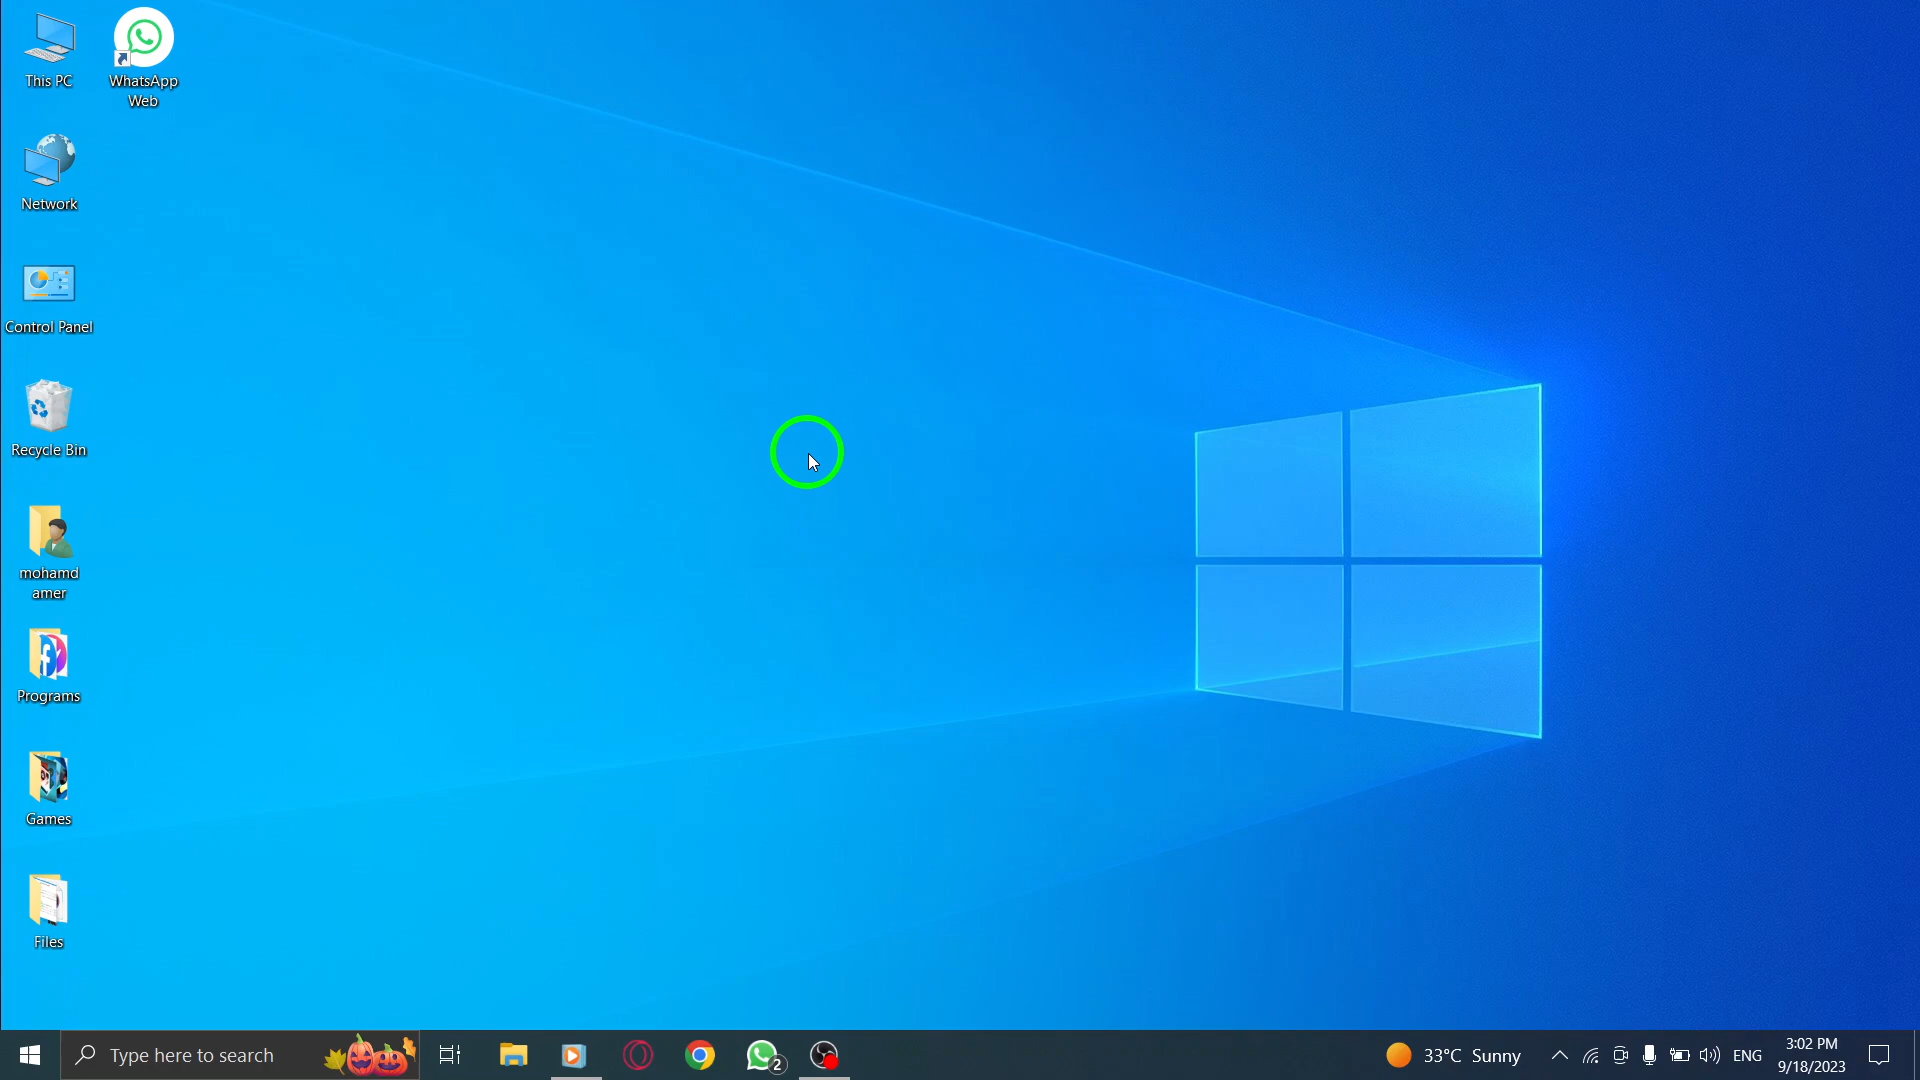 This PC
WhatsApp
Web
Network
Control Panel
Recycle Bin
mohamd
amer
Programs
Games
Files
Type here to search
2
33°C Sunny
ENG
3:02 PM
9/18/2023